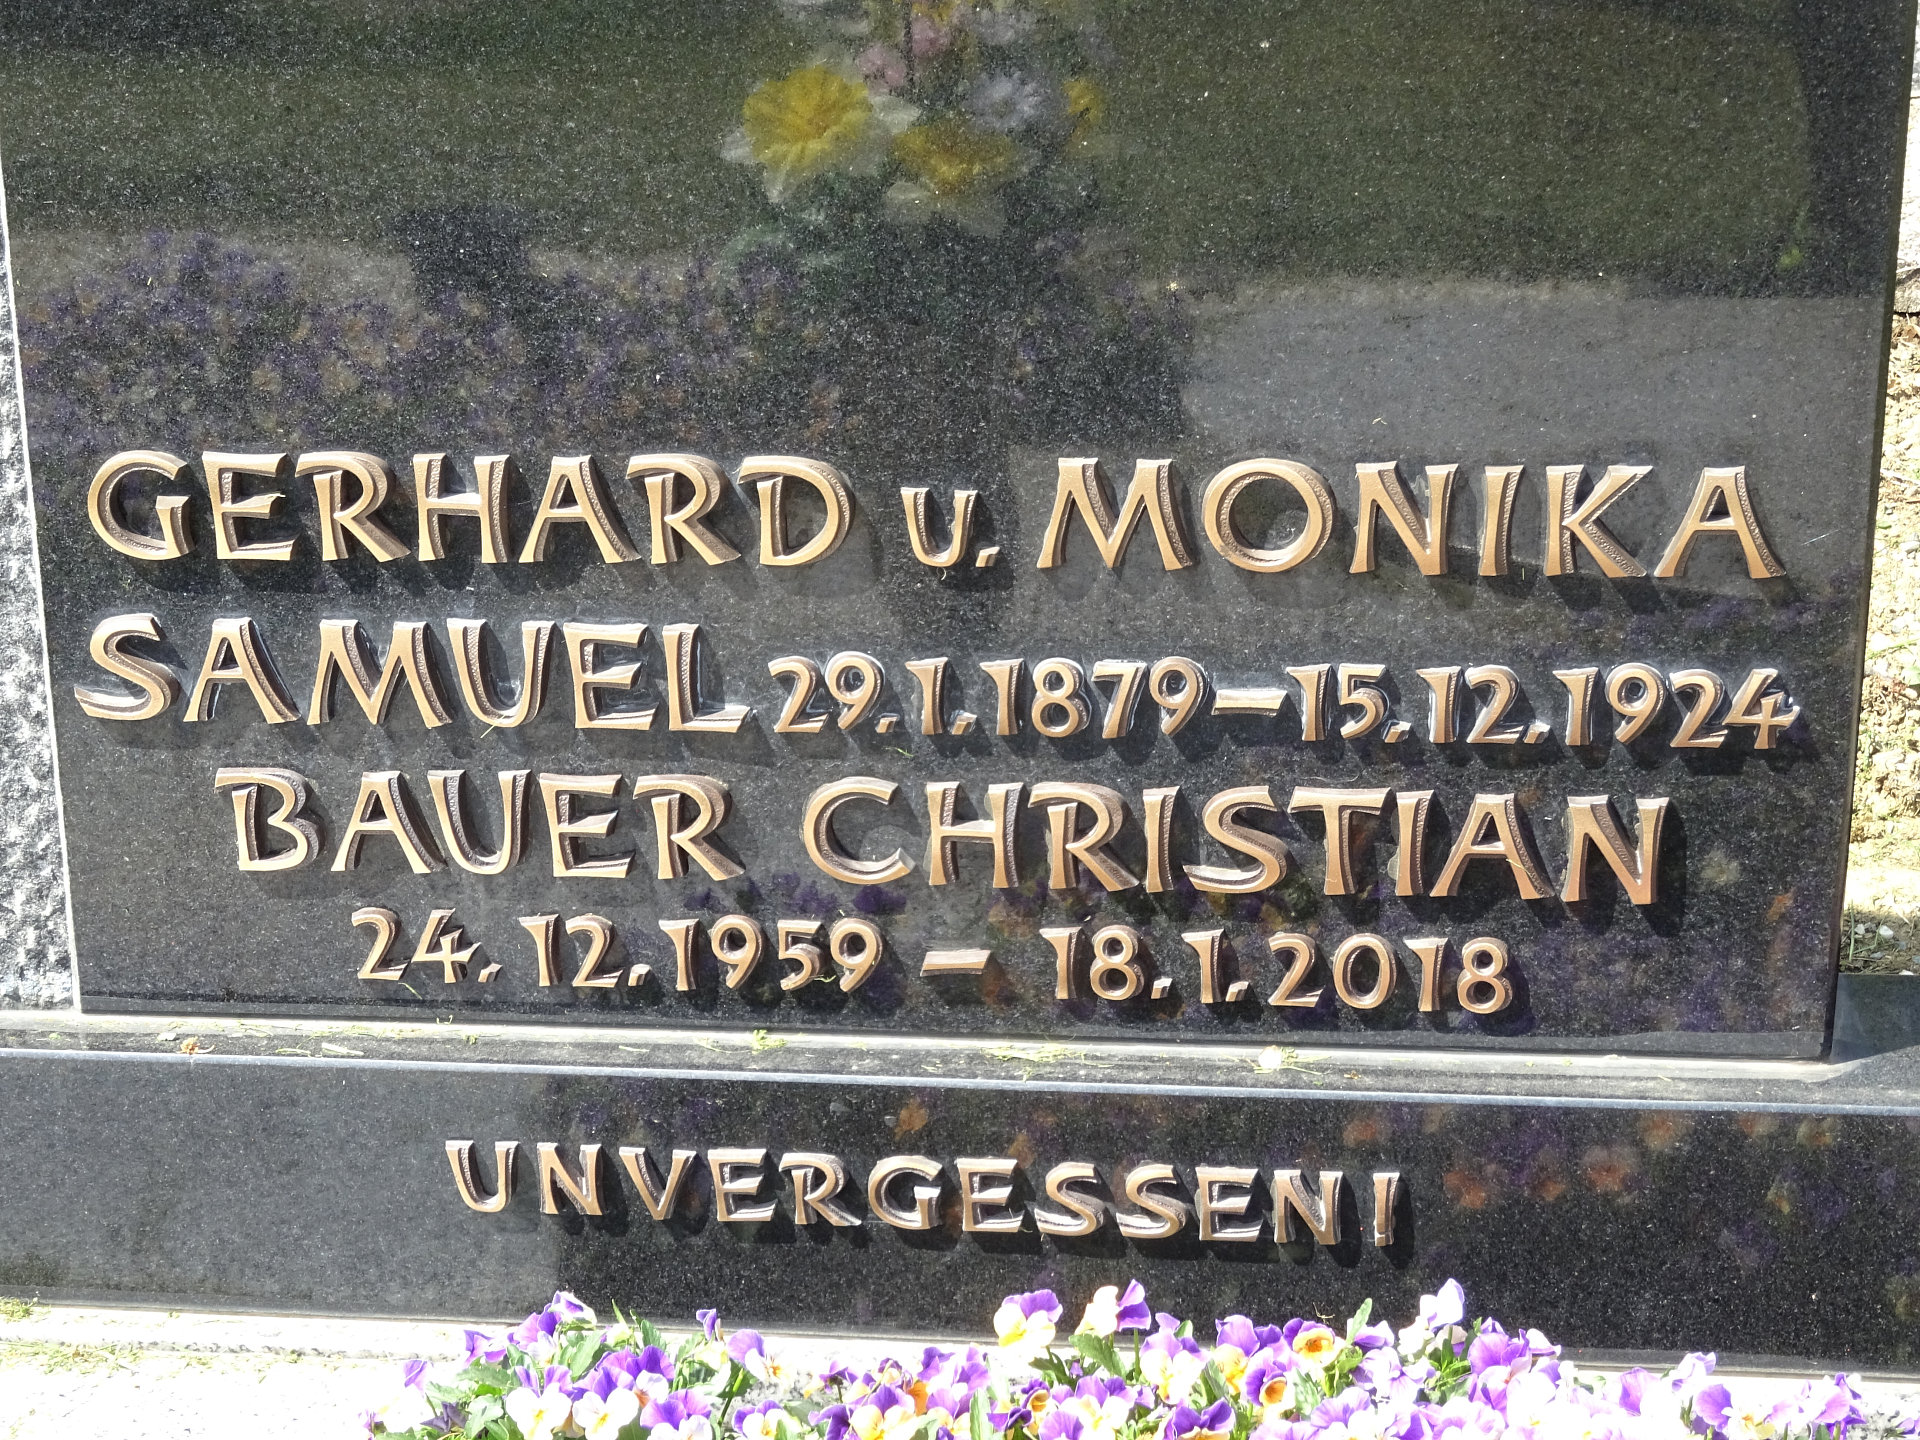 GERHARD u. MONIKA
SAMUEL 29.1.1879-15.12.1924
BAUER CHRISTIAN
24.12.1959 - 18.1.2018
UNVERGESSEN!